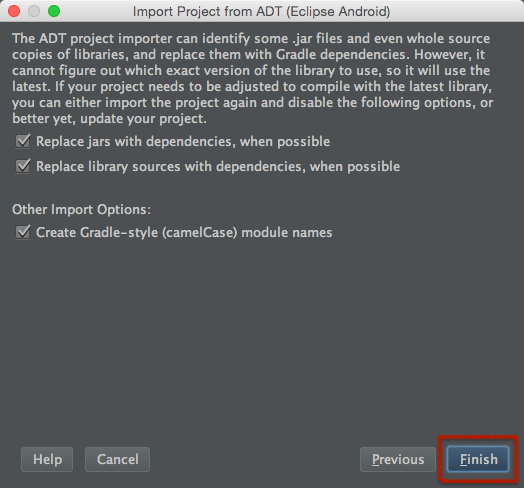 Import Project from ADT (Eclipse Android)
The ADT project importer can identify some .jar files and even whole source
copies of libraries, and replace them with Gradle dependencies. However, it
cannot figure out which exact version of the library to use, so it will use the
latest. If your project needs to be adjusted to compile with the latest library,
you can either import the project again and disable the following options, or
better yet, update your project.
Replace jars with dependencies, when possible
Replace library sources with dependencies, when possible
Other Import Options:
Create Gradle-style (camelCase) module names
Help Cancel Previous Finish